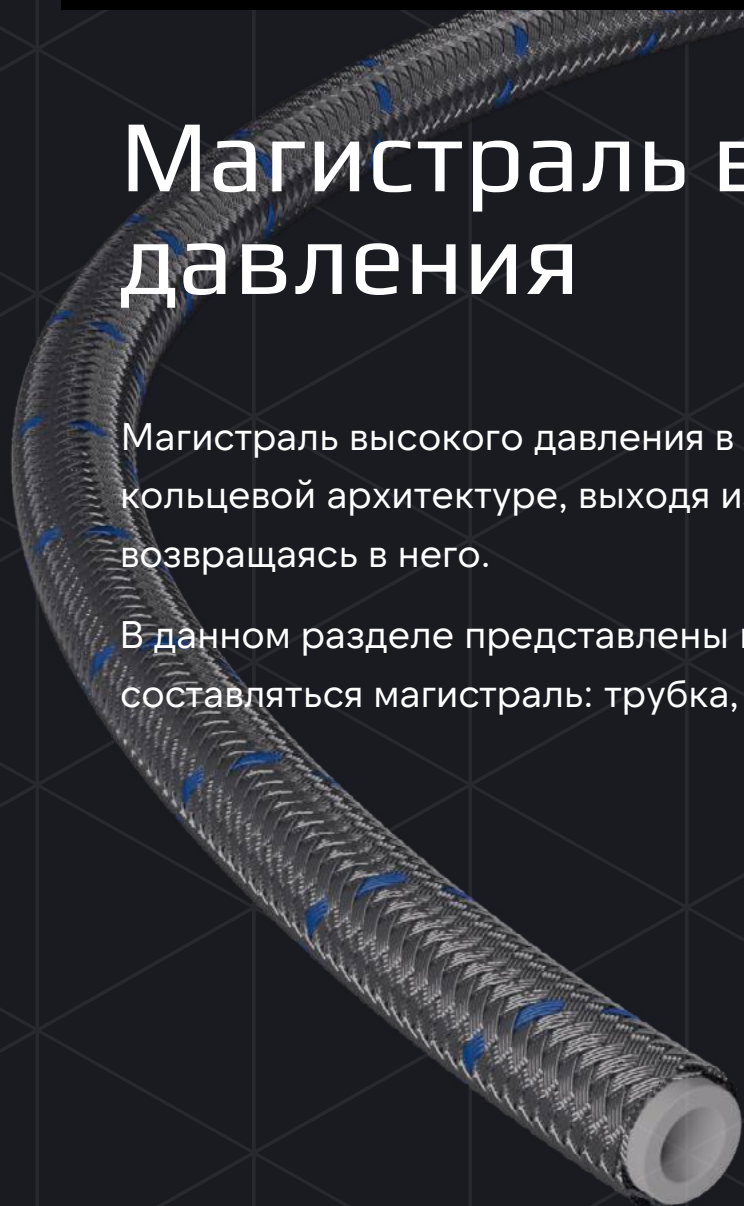 Магистраль в
давления
Магистраль высокого давления в
кольцевой архитектуре, выходя и
возвращаясь в него.
В данном разделе представлены
составляться магистраль: трубка,